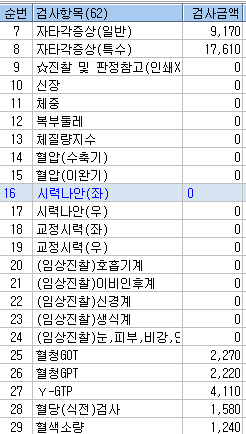 순번 검사항목(62) 검사금액
7 자타각증상(일반) 9,170
8 자타각증상(특수) 17,610
9 ☆진찰 및 판정참고(인쇄X 0
10 신장 0
11 체중 0
12 복부둘레 0
13 체질량지수 0
14 혈압(수축기) 0
15 혈압(이완기) 0
16 시력나안(좌) 0
17 시력나안(우) 0
18 교정시력(좌) 0
19 교정시력(우) 0
20 (임상진찰)호흡기계 0
21 (임상진찰)이비인후계 0
22 (임상진찰)신경계 0
23 (임상진찰)생식계 0
24 (임상진찰)눈,피부,비강,인 0
25 혈청GOT 2,270
26 혈청GPT 2,220
27 Y-GTP 4,110
28 혈당(식전)검사 1,580
29 혈색소량 1,240